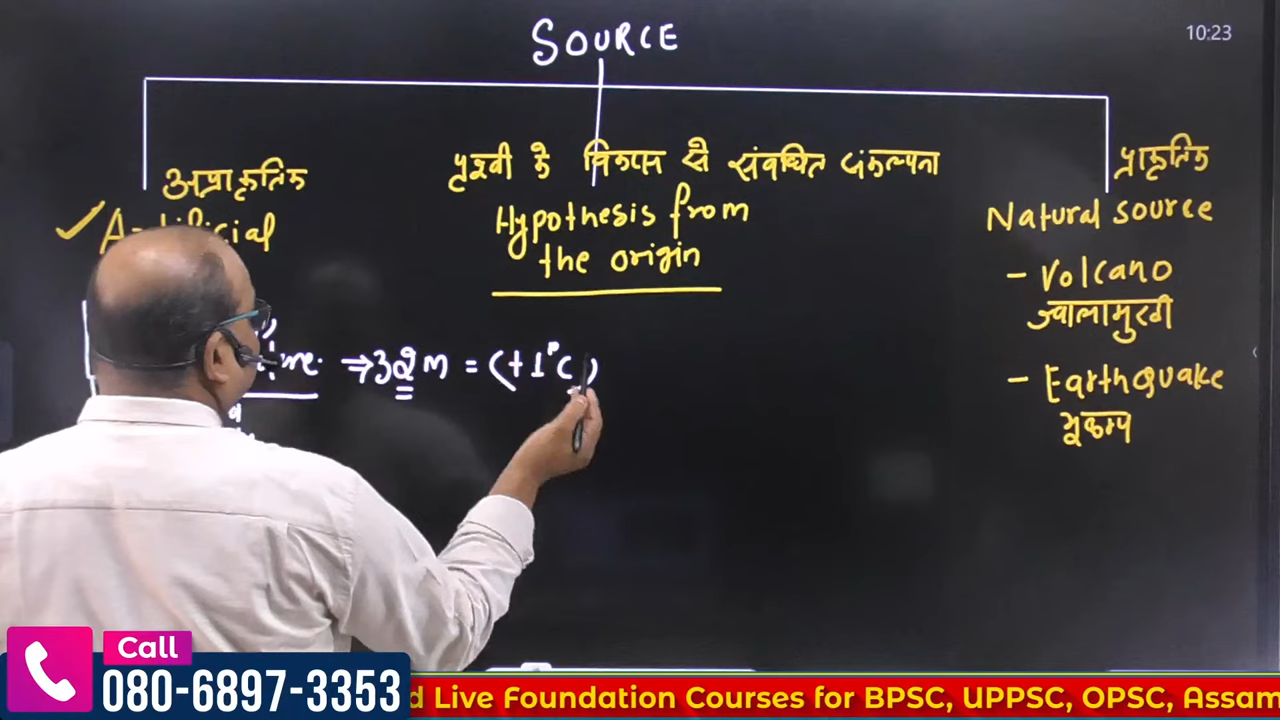 SOURCE
10:23
अप्राकृतिक
पृथ्वी के विकास से संबंधित संकल्पना
प्राकृतिक
Hypothesis from
the origin
Natural source
- Volcano
ज्वालामुखी
- EarthQuake
भूकम्प
→ 32 M = (+1°C)
Call
080-6897-3353
d Live Foundation Courses for BPSC, UPPSC, OPSC, Assam